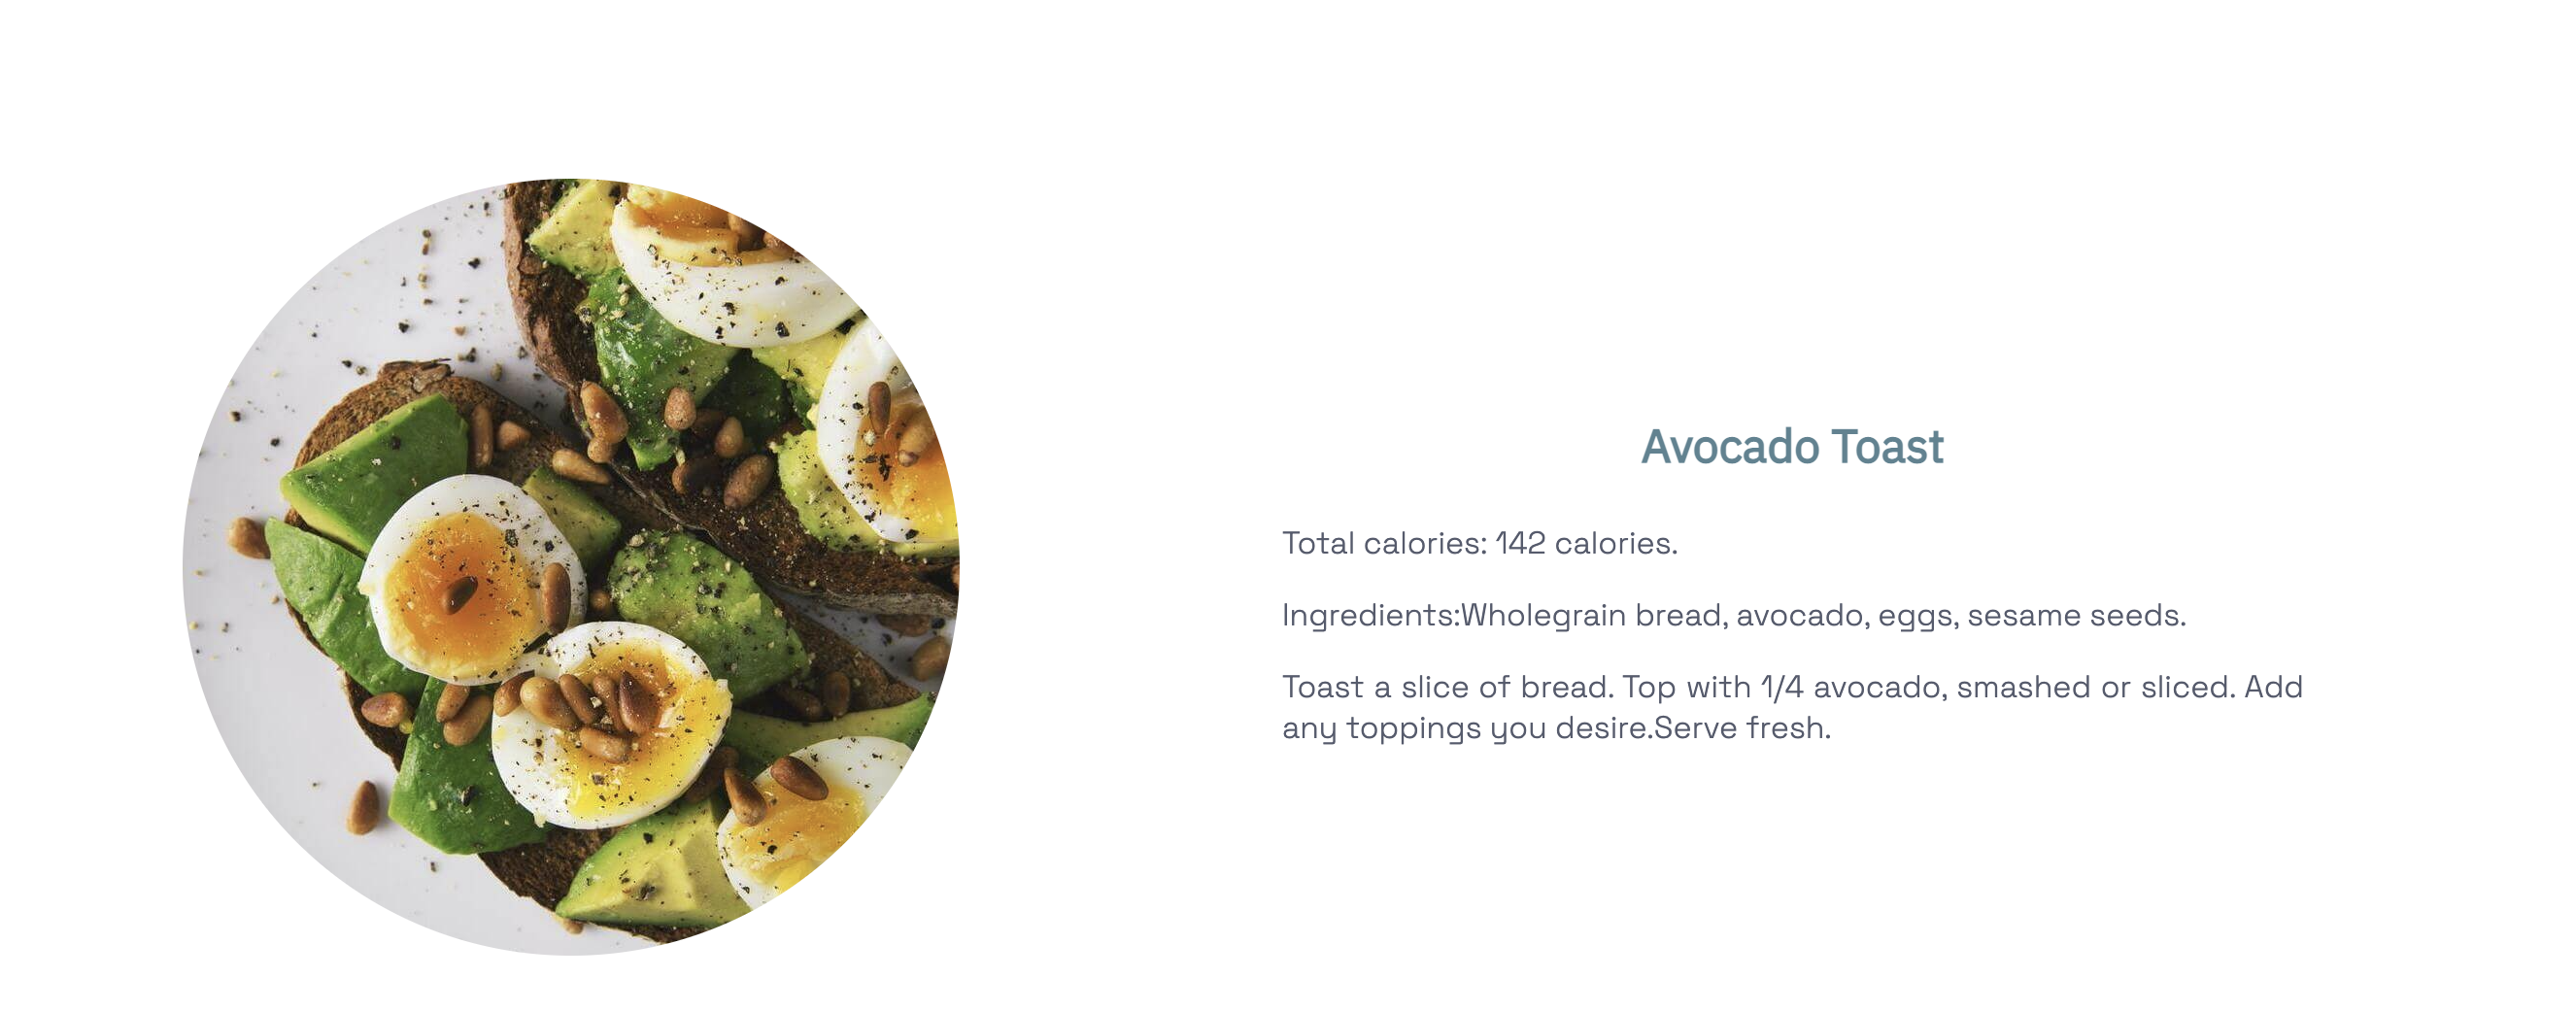 Avocado Toast
Total calories: 142 calories.
Ingredients:Wholegrain bread, avocado, eggs, sesame seeds.
Toast a slice of bread. Top with 1/4 avocado, smashed or sliced. Add
any toppings you desire.Serve fresh.